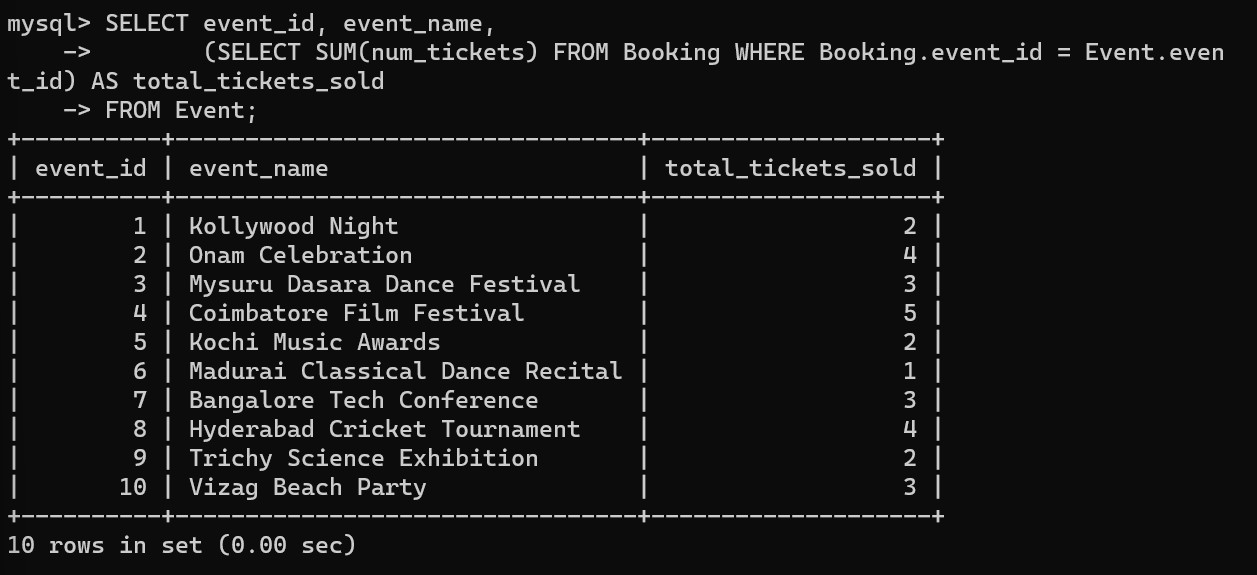 mysql> SELECT event_id, event_name,
    ->        (SELECT SUM(num_tickets) FROM Booking WHERE Booking.event_id = Event.even
t_id) AS total_tickets_sold
    -> FROM Event;
+----------+---------------------------------+--------------------+
| event_id | event_name                      | total_tickets_sold |
+----------+---------------------------------+--------------------+
|        1 | Kollywood Night                 |                  2 |
|        2 | Onam Celebration                |                  4 |
|        3 | Mysuru Dasara Dance Festival    |                  3 |
|        4 | Coimbatore Film Festival        |                  5 |
|        5 | Kochi Music Awards              |                  2 |
|        6 | Madurai Classical Dance Recital |                  1 |
|        7 | Bangalore Tech Conference       |                  3 |
|        8 | Hyderabad Cricket Tournament    |                  4 |
|        9 | Trichy Science Exhibition       |                  2 |
|       10 | Vizag Beach Party               |                  3 |
+----------+---------------------------------+--------------------+
10 rows in set (0.00 sec)